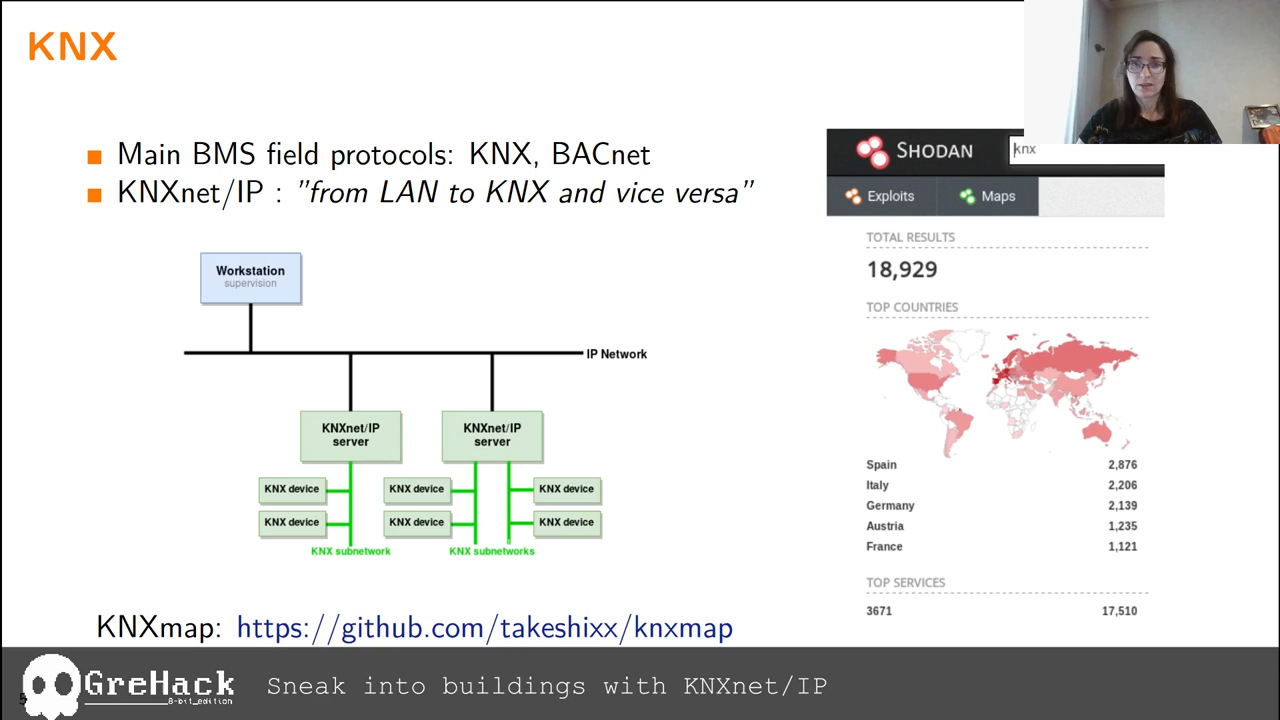 KNX
Main BMS field protocols: KNX, BACnet
KNXnet/IP : "from LAN to KNX and vice versa"
Workstation
supervision
IP Network
KNXnet/IP
server
KNXnet/IP
server
KNX device
KNX device
KNX subnetwork
KNX device
KNX device
KNX device
KNX device
KNX subnetworks
KNXmap: https://github.com/takeshixx/knxmap
SHODAN
knx
Exploits
Maps
TOTAL RESULTS
18,929
TOP COUNTRIES
Spain 2,876
Italy 2,206
Germany 2,139
Austria 1,235
France 1,121
TOP SERVICES
3671 17,510
5
GreHack
8-bit_edition
Sneak into buildings with KNXnet/IP